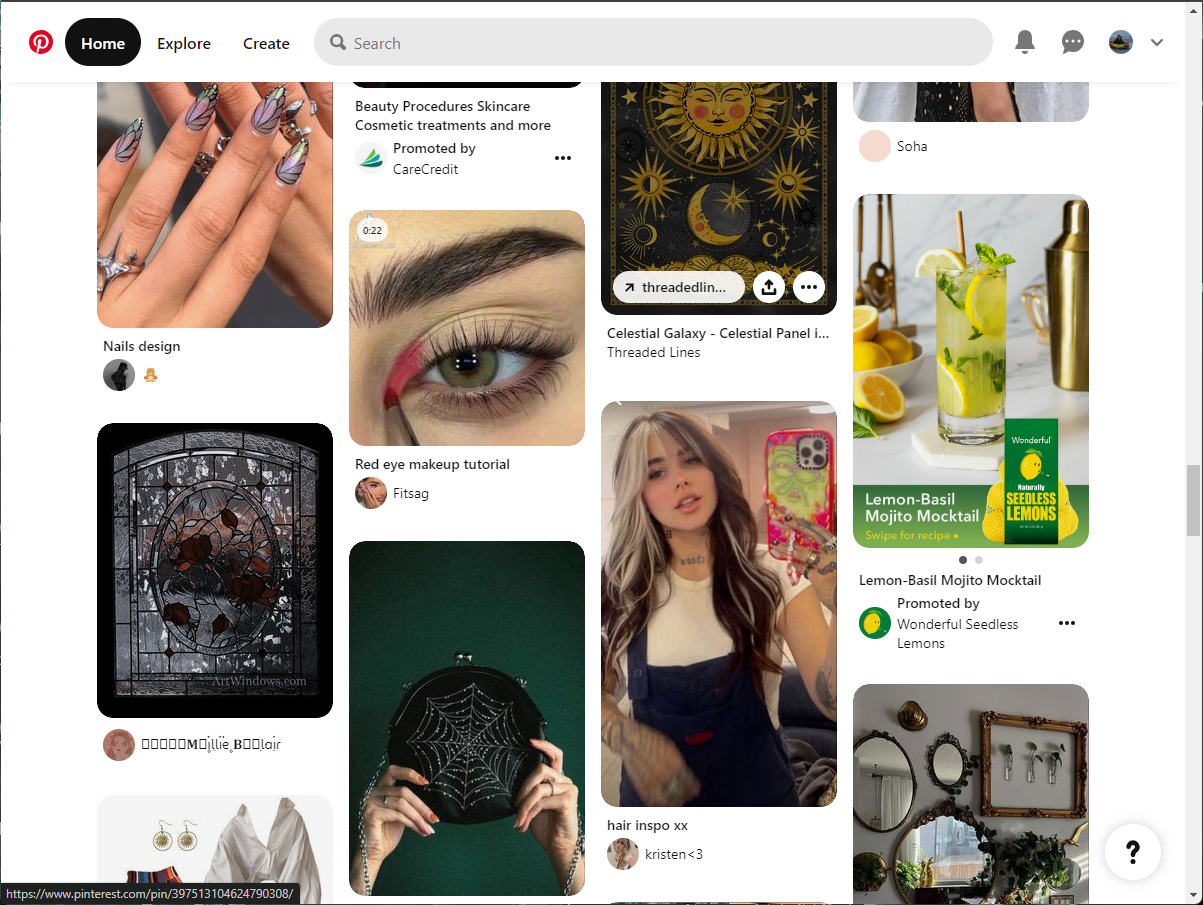 Home
Explore
Create
Search
Nails design
🧸
ArtWindows.com
Beauty Procedures Skincare
Cosmetic treatments and more
Promoted by
CareCredit
0:22
Red eye makeup tutorial
Fitsag
threadedlin...
Celestial Galaxy - Celestial Panel i...
Threaded Lines
hair inspo xx
kristen<3
Soha
Wonderful
Naturally
SEEDLESS
LEMONS
Lemon-Basil
Mojito Mocktail
Swipe for recipe ▸
Lemon-Basil Mojito Mocktail
Promoted by
Wonderful Seedless
Lemons
?
https://www.pinterest.com/pin/397513104624790308/